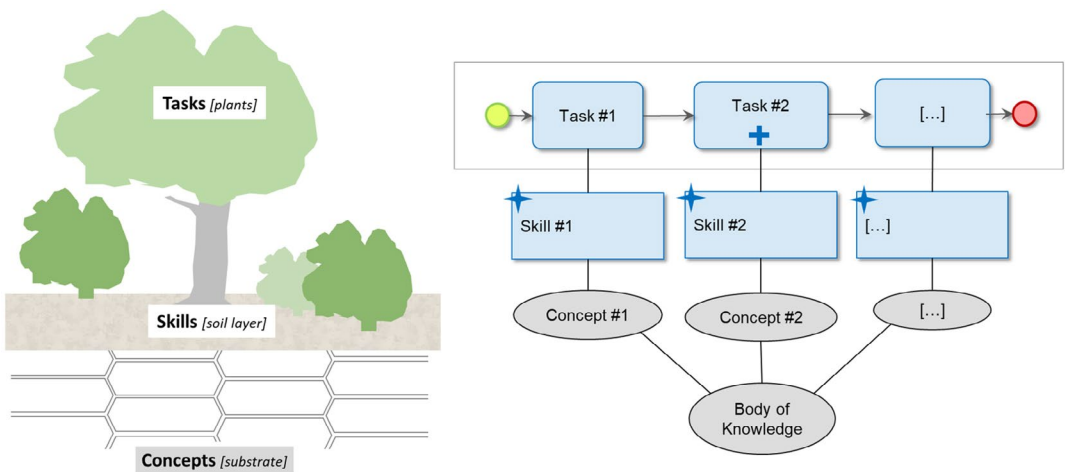 Tasks [plants]
Skills [soil layer]
Concepts [substrate]
Task #1
Task #2
[...]
Skill #1
Skill #2
[...]
Concept #1
Concept #2
[...]
Body of
Knowledge